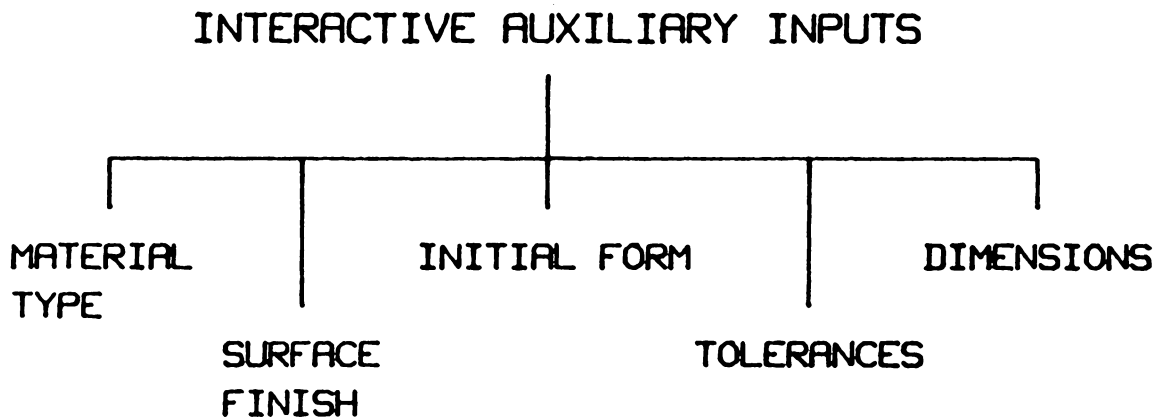 INTERACTIVE AUXILIARY INPUTS
MATERIAL
TYPE
SURFACE
FINISH
INITIAL FORM
TOLERANCES
DIMENSIONS